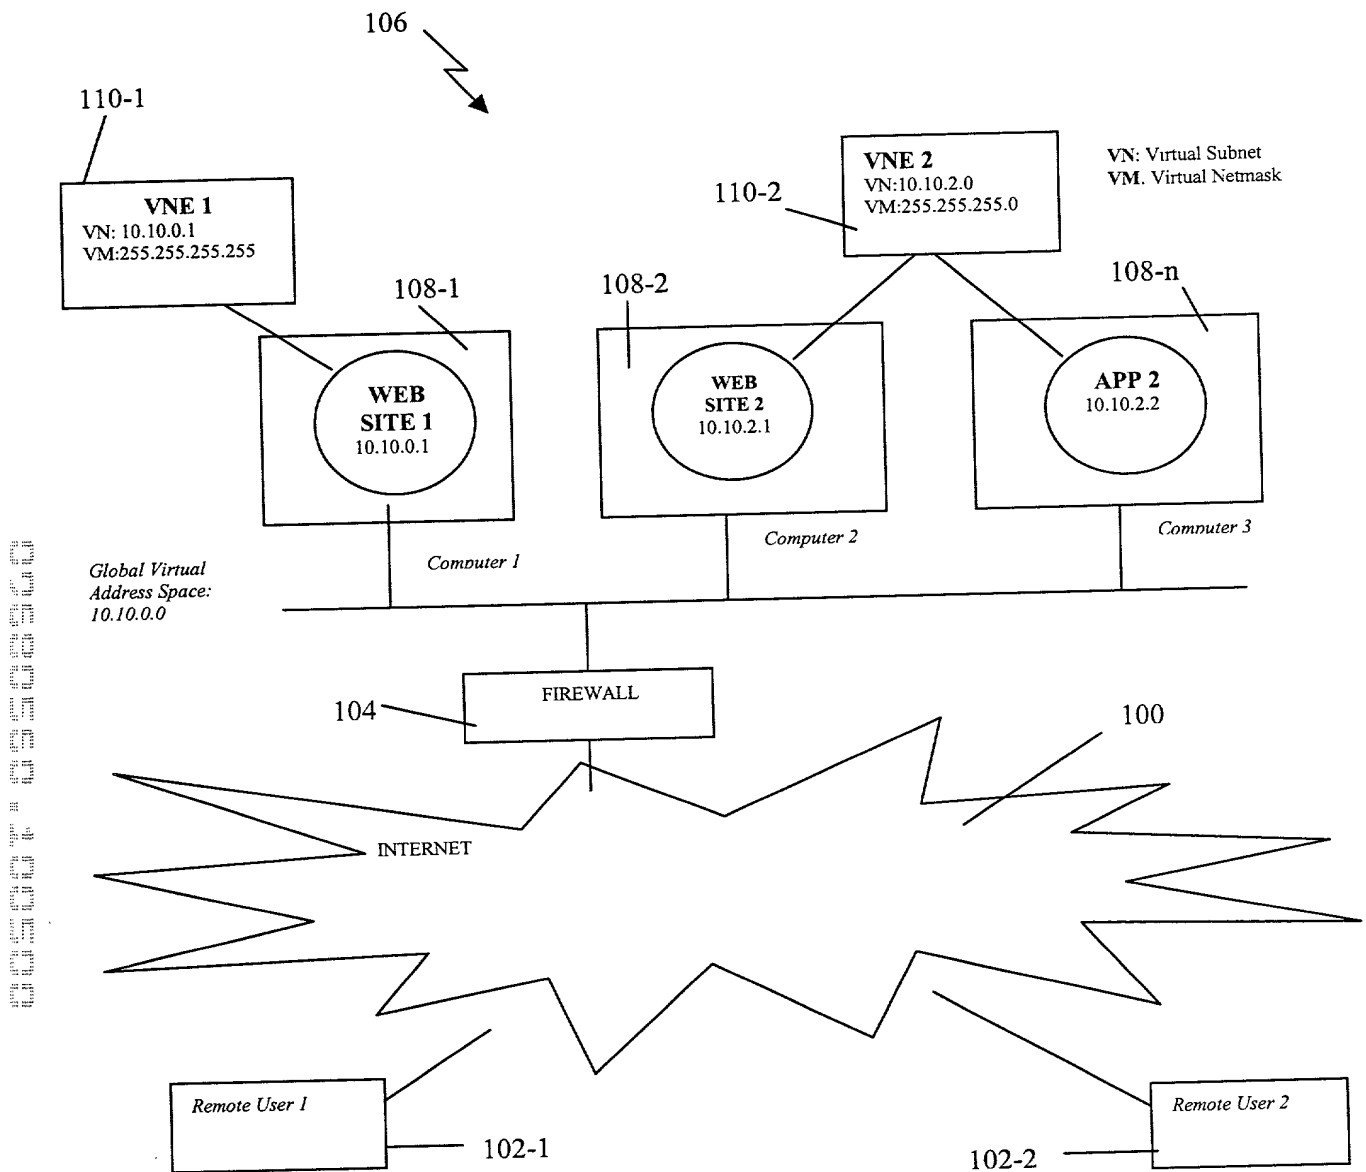 106
110-1
VNE 1
VN: 10.10.0.1
VM:255.255.255.255
VNE 2
VN:10.10.2.0
VM:255.255.255.0
110-2
VN: Virtual Subnet
VM. Virtual Netmask
108-1
108-2
108-n
WEB
SITE 1
10.10.0.1
WEB
SITE 2
10.10.2.1
APP 2
10.10.2.2
Computer 1
Computer 2
Computer 3
Global Virtual
Address Space:
10.10.0.0
FIREWALL
104
100
INTERNET
Remote User 1
102-1
Remote User 2
102-2